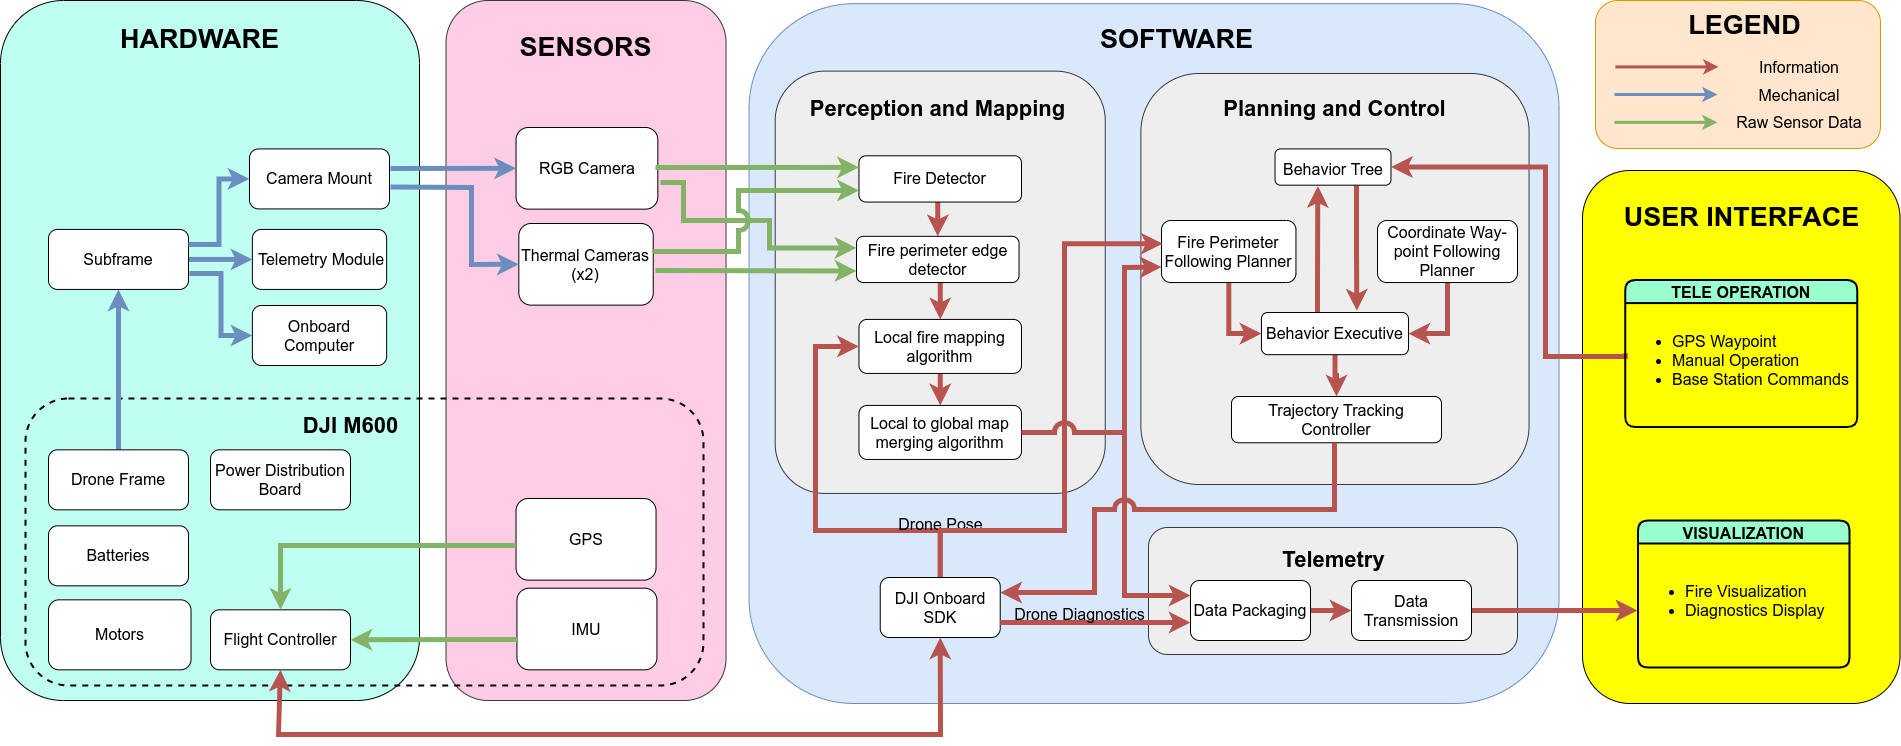 HARDWARE
Camera Mount
Subframe
Telemetry Module
Onboard
Computer
DJI M600
Drone Frame
Power Distribution
Board
Batteries
Motors
Flight Controller
SENSORS
RGB Camera
Thermal Cameras
(x2)
GPS
IMU
SOFTWARE
Perception and Mapping
Fire Detector
Fire perimeter edge
detector
Local fire mapping
algorithm
Local to global map
merging algorithm
Planning and Control
Behavior Tree
Fire Perimeter
Following Planner
Coordinate Way-
point Following
Planner
Behavior Executive
Trajectory Tracking
Controller
Drone Pose
DJI Onboard
SDK
Drone Diagnostics
Telemetry
Data Packaging
Data
Transmission
LEGEND
Information
Mechanical
Raw Sensor Data
USER INTERFACE
TELE OPERATION
• GPS Waypoint
• Manual Operation
• Base Station Commands
VISUALIZATION
• Fire Visualization
• Diagnostics Display